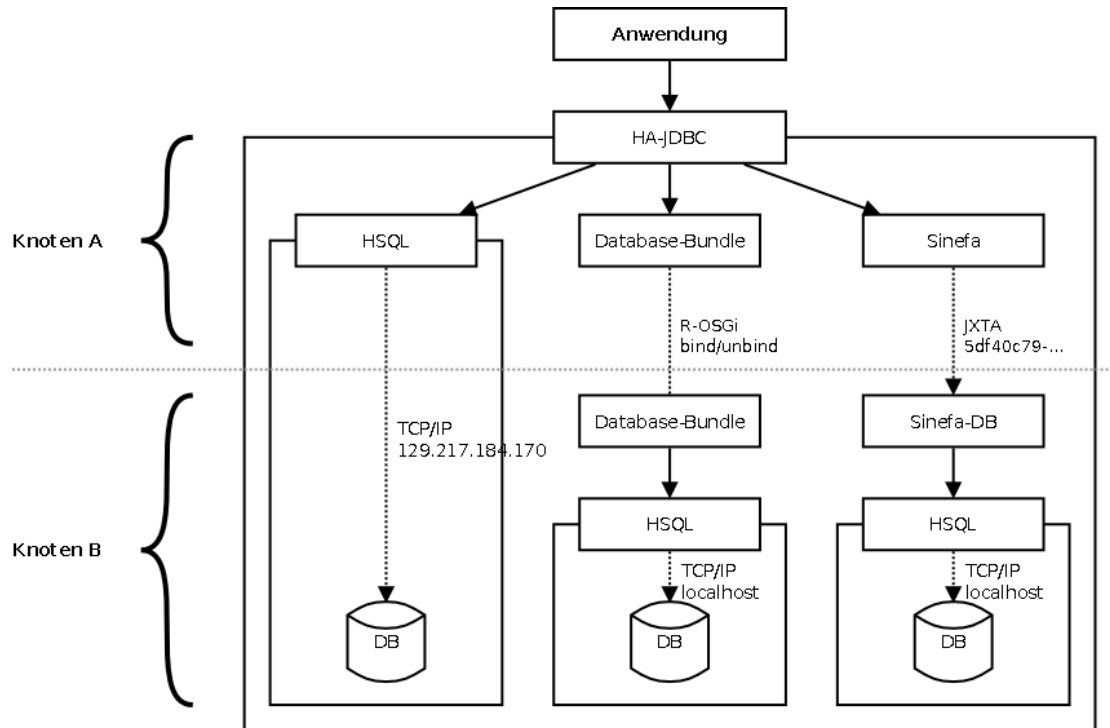 Anwendung
HA-JDBC
Knoten A
HSQL
Database-Bundle
Sinefa
R-OSGi
bind/unbind
JXTA
5df40c79-...
TCP/IP
129.217.184.170
Database-Bundle
Sinefa-DB
Knoten B
HSQL
HSQL
TCP/IP
localhost
TCP/IP
localhost
DB
DB
DB